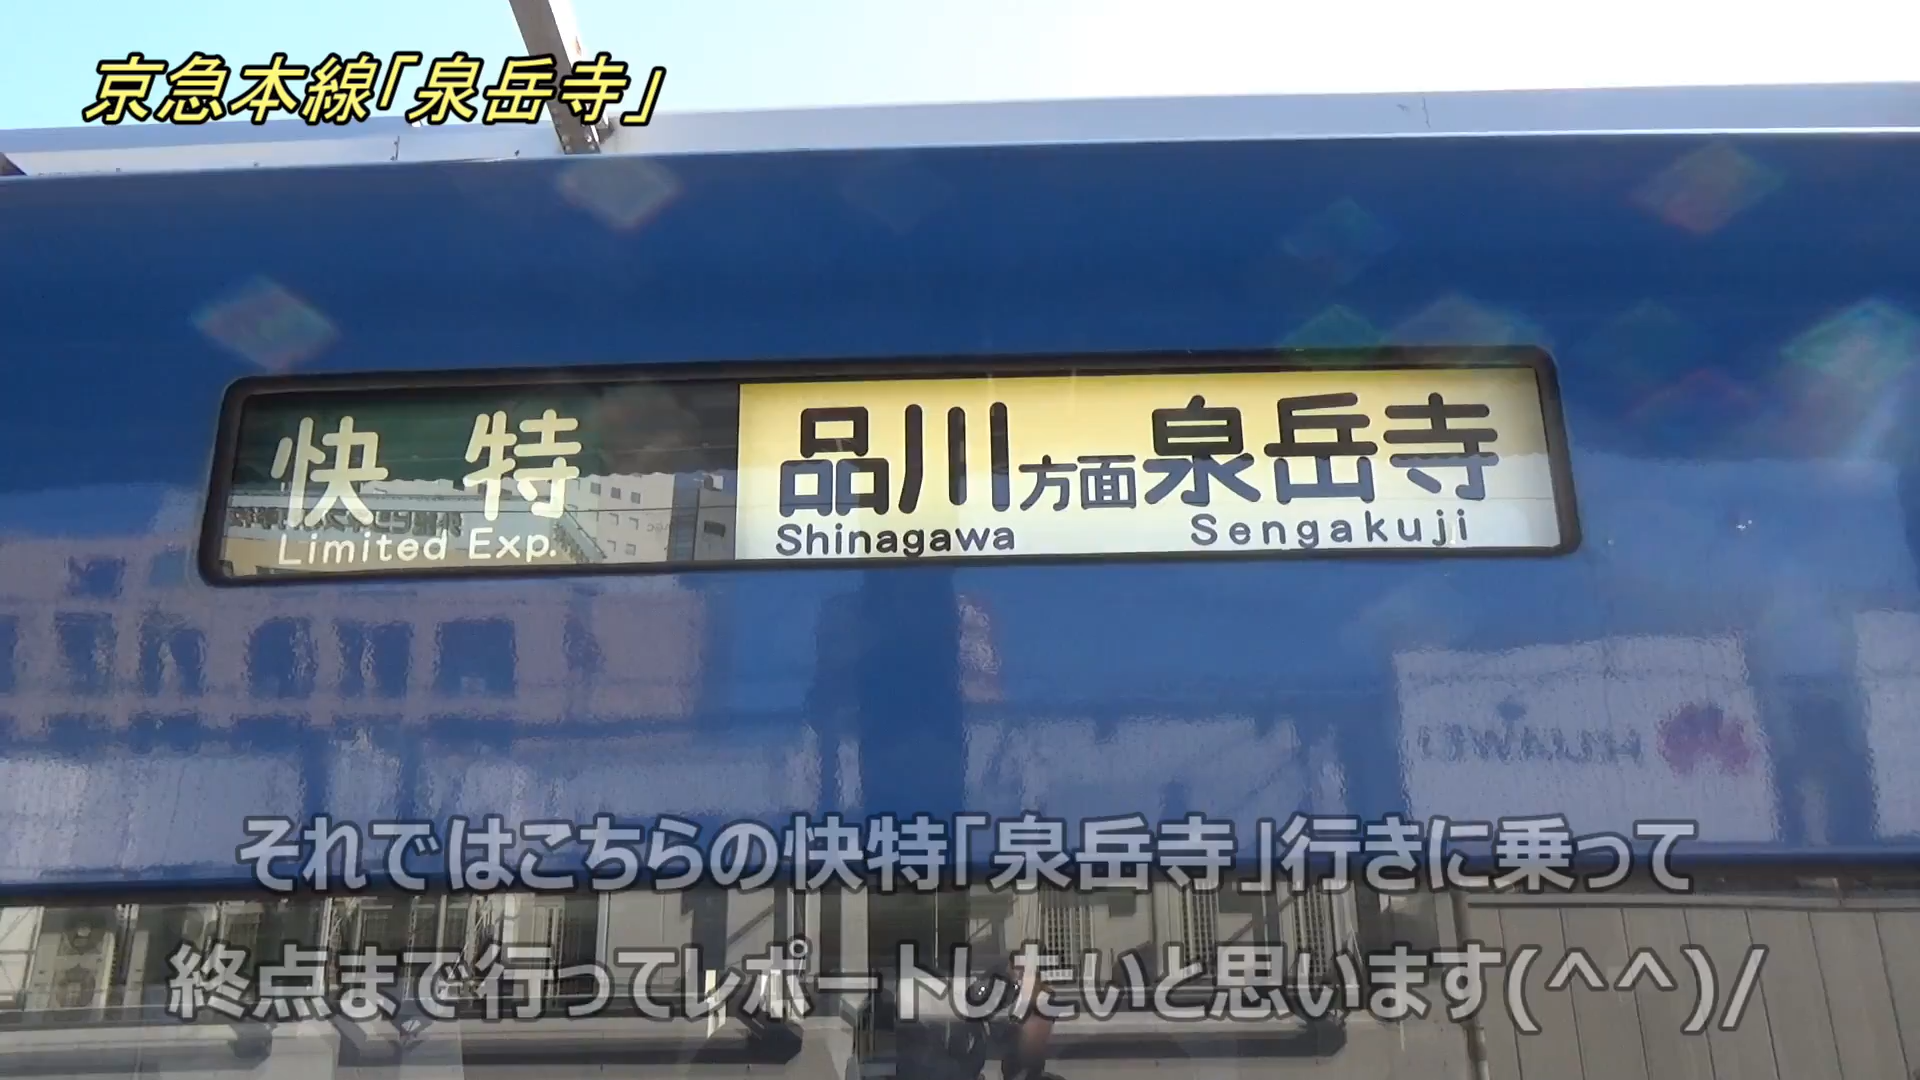 京急本線「泉岳寺」
快特 品川方面泉岳寺
Limited Exp. Shinagawa Sengakuji
それではこちらの快特「泉岳寺」行きに乗って
終点まで行ってレポートしたいと思います(^^)/
HUAWEI